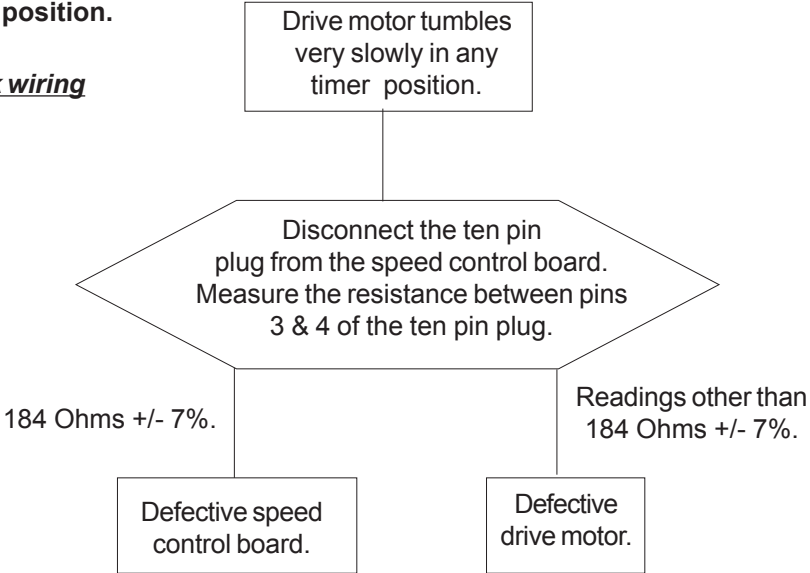 position.
wiring
Drive motor tumbles
very slowly in any
timer position.
Disconnect the ten pin
plug from the speed control board.
Measure the resistance between pins
3 & 4 of the ten pin plug.
184 Ohms +/- 7%.
Readings other than
184 Ohms +/- 7%.
Defective speed
control board.
Defective
drive motor.